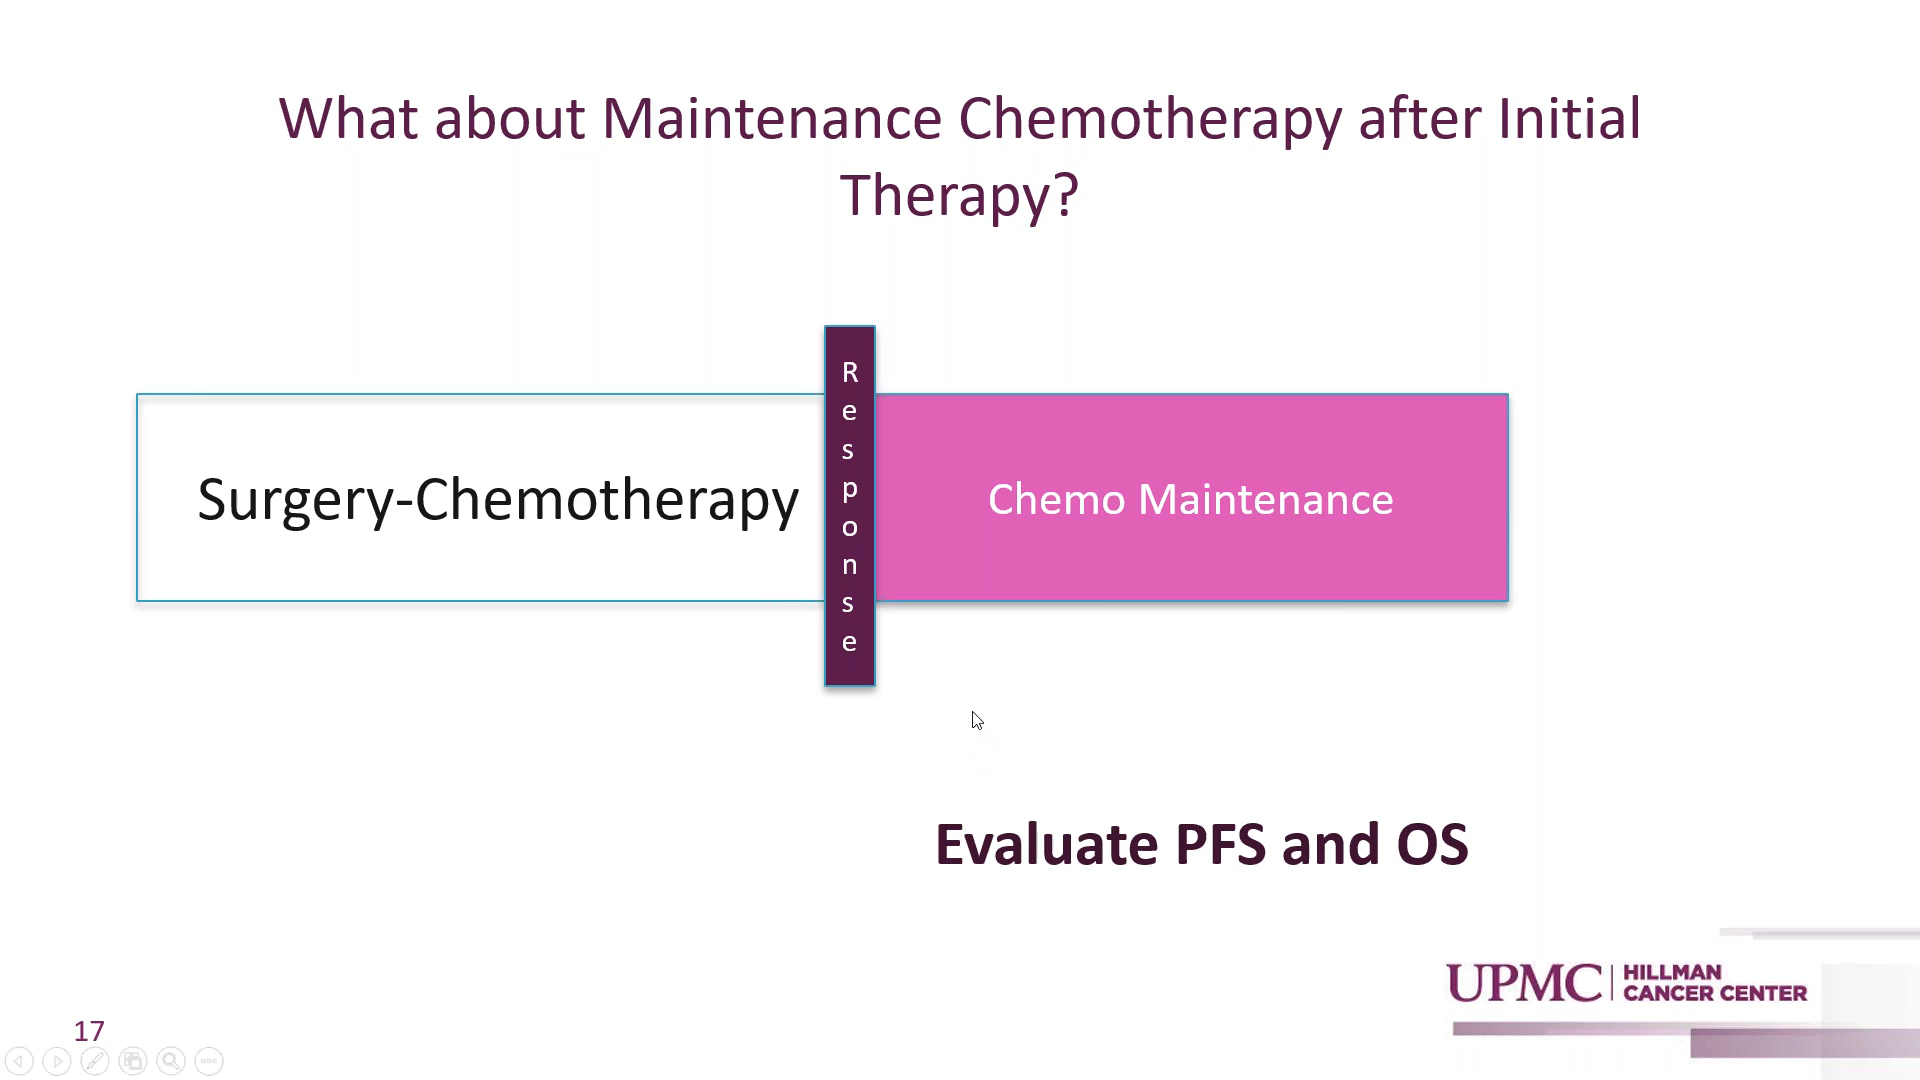 What about Maintenance Chemotherapy after Initial
Therapy?
Surgery-Chemotherapy
Response
Chemo Maintenance
Evaluate PFS and OS
UPMC | HILLMAN
CANCER CENTER
17